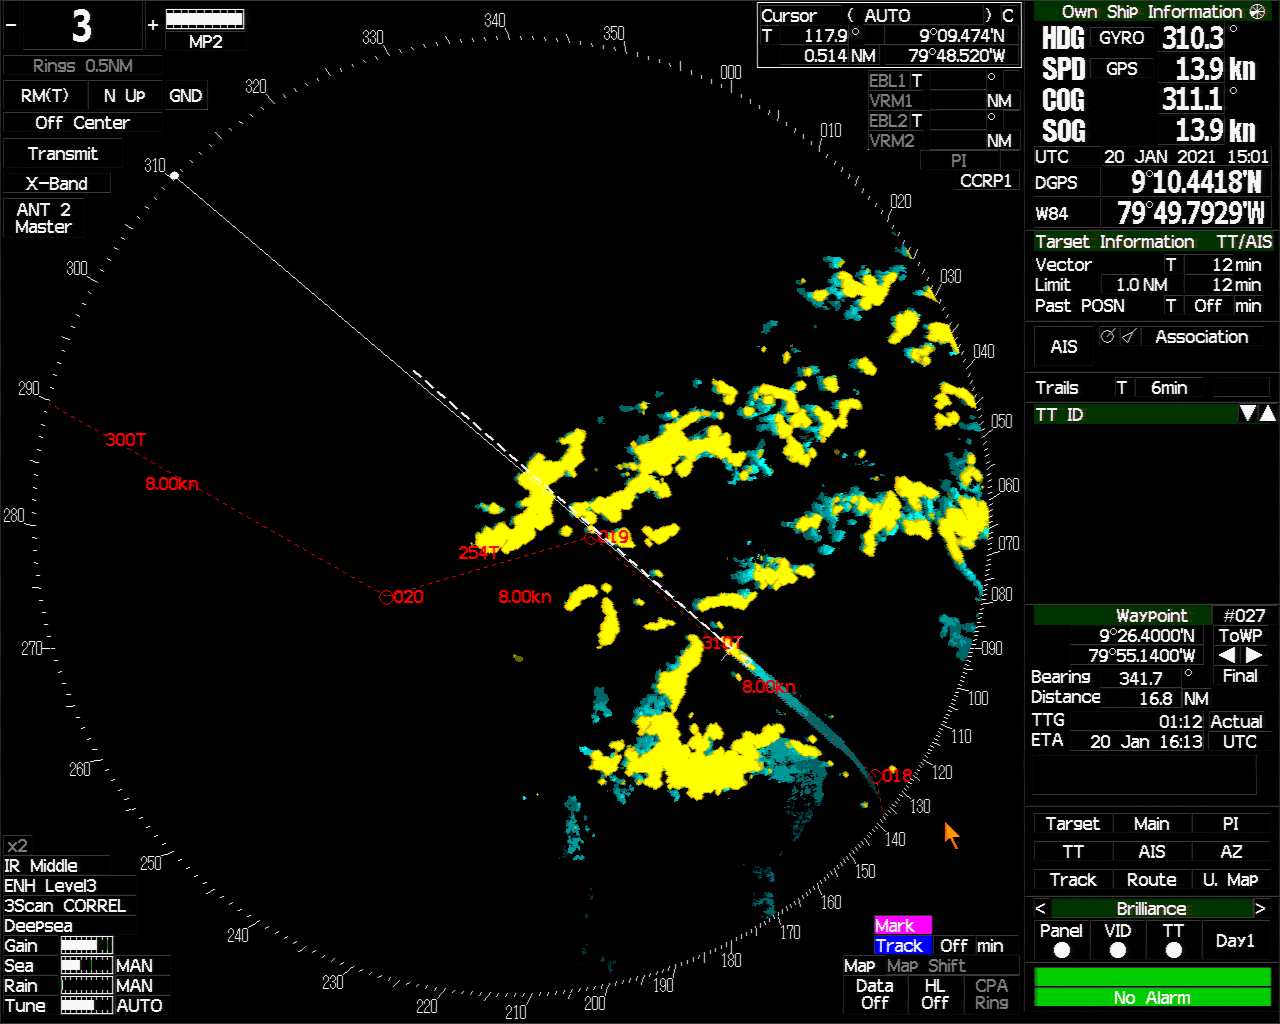 − 3 +
MP2
Rings 0.5NM
RM(T) N Up GND
Off Center
Transmit
X-Band
ANT 2
Master
Cursor ( AUTO ) C
T 117.9° 9°09.474'N
0.514 NM 79°48.520'W
EBL1 T °
VRM1 NM
EBL2 T °
VRM2 NM
PI
CCRP1
340
350
330
000
320
010
310
020
300
030
040
290
050
060
280
070
080
270
090
100
110
260
120
130
140
250
150
160
240
170
180
230
190
220
200
210
300T
8.00kn
019
254T
020
8.00kn
8.00kn
018
x2
IR Middle
ENH Level3
3Scan CORREL
Deepsea
Gain
Sea MAN
Rain MAN
Tune AUTO
Mark
Track Off min
Map Map Shift
Data Off
HL Off
CPA Ring
Own Ship Information
HDG GYRO 310.3°
SPD GPS 13.9 kn
COG 311.1°
SOG 13.9 kn
UTC 20 JAN 2021 15:01
DGPS 9°10.4418'N
W84 79°49.7929'W
Target Information TT/AIS
Vector T 12 min
Limit 1.0 NM 12 min
Past POSN T Off min
AIS Association
Trails T 6min
TT ID
Waypoint #027
9°26.4000'N ToWP
79°55.1400'W
Bearing 341.7° Final
Distance 16.8 NM
TTG 01:12 Actual
ETA 20 Jan 16:13 UTC
Target Main PI
TT AIS AZ
Track Route U. Map
< Brilliance >
Panel VID TT Day1
No Alarm